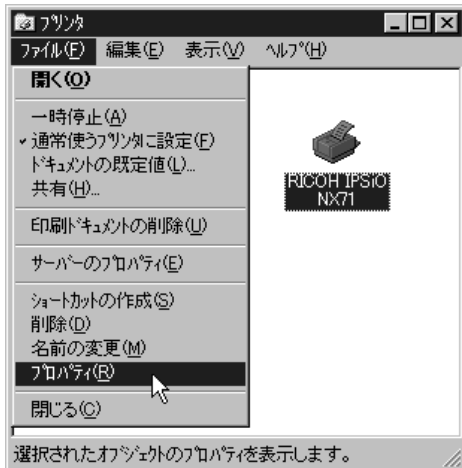 プリンタ
ファイル(F) 編集(E) 表示(V) ヘルプ(H)
開く(O)
一時停止(A)
通常使うプリンタに設定(F)
ドキュメントの既定値(L)...
共有(H)...
印刷ドキュメントの削除(U)
サーバーのプロパティ(E)
ショートカットの作成(S)
削除(D)
名前の変更(M)
プロパティ(R)
閉じる(C)
RICOH IPSiO
NX71
選択されたオブジェクトのプロパティを表示します。